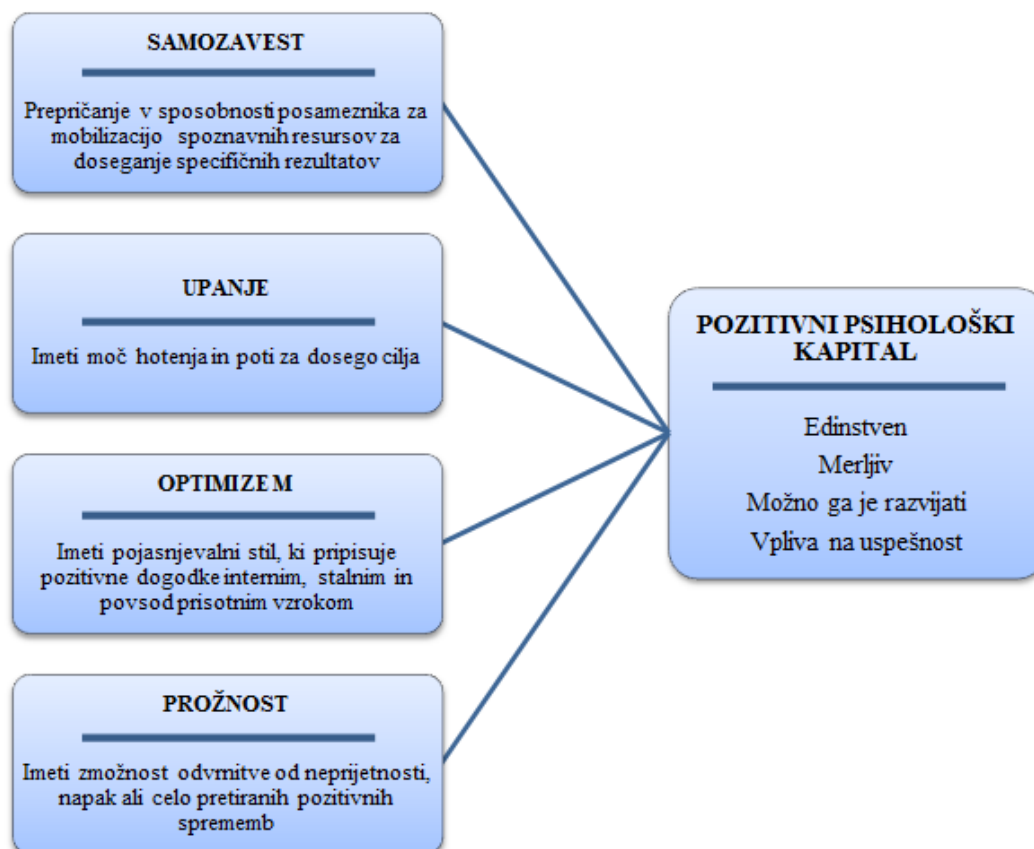 SAMOZAVEST
Prepričanje v sposobnosti posameznika za
mobilizacijo spoznavnih resursov za
doseganje specifičnih rezultatov
UPANJE
Imeti moč hotenja in poti za dosego cilja
OPTIMIZEM
Imeti pojasnjevalni stil, ki pripisuje
pozitivne dogodke internim, stalnim in
povsod prisotnim vzrokom
PROŽNOST
Imeti zmožnost odvrnitve od neprijetnosti,
napak ali celo pretiranih pozitivnih
sprememb
POZITIVNI PSIHOLOŠKI
KAPITAL
Edinstven
Merljiv
Možno ga je razvijati
Vpliva na uspešnost